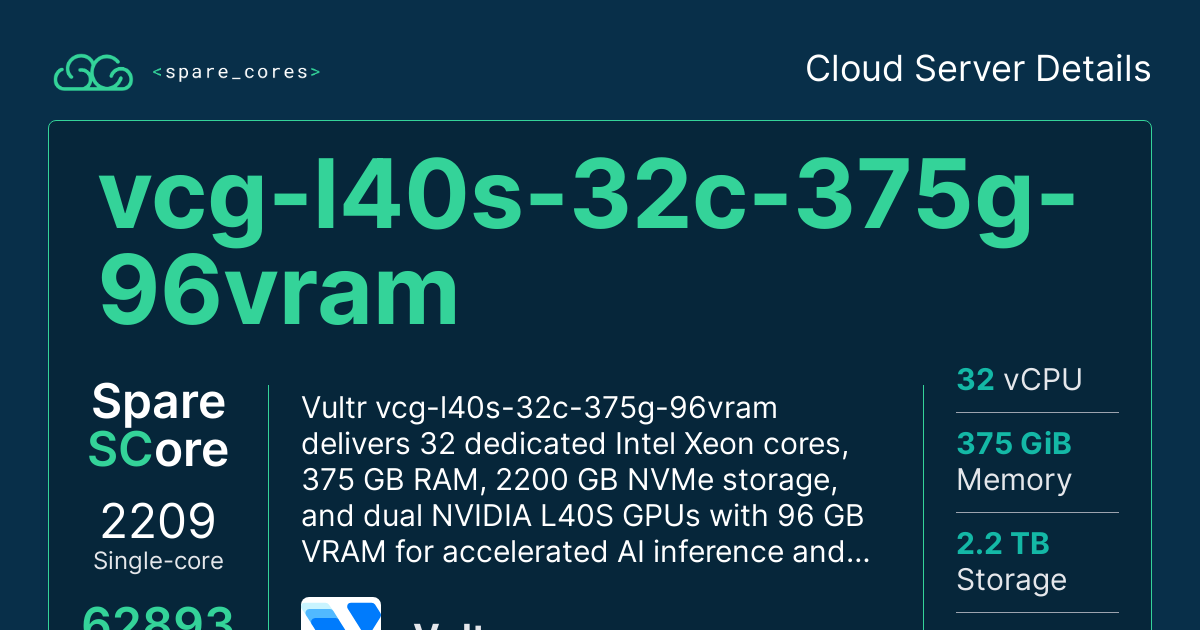 <spare_cores>
Cloud Server Details
vcg-l40s-32c-375g-
96vram
Spare
SCore
2209
Single-core
62893
Vultr vcg-l40s-32c-375g-96vram
delivers 32 dedicated Intel Xeon cores,
375 GB RAM, 2200 GB NVMe storage,
and dual NVIDIA L40S GPUs with 96 GB
VRAM for accelerated AI inference and...
Vultr
32 vCPU
375 GiB
Memory
2.2 TB
Storage